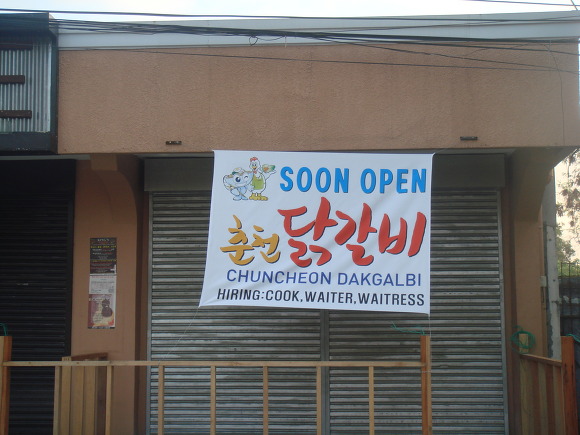 SOON OPEN
춘천 닭갈비
CHUNCHEON DAKGALBI
HIRING:COOK,WAITER,WAITRESS